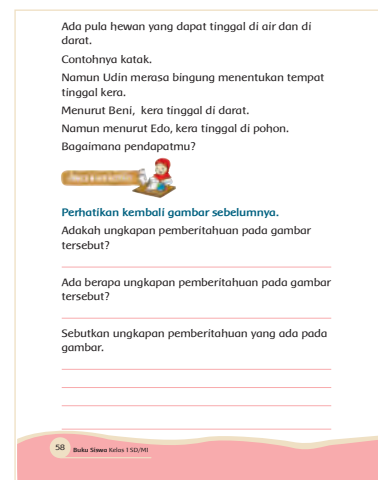 Ada pula hewan yang dapat tinggal di air dan di
darat.
Contohnya katak.
Namun Udin merasa bingung menentukan tempat
tinggal kera.
Menurut Beni, kera tinggal di darat.
Namun menurut Edo, kera tinggal di pohon.
Bagaimana pendapatmu?
Perhatikan kembali gambar sebelumnya.
Adakah ungkapan pemberitahuan pada gambar
tersebut?
Ada berapa ungkapan pemberitahuan pada gambar
tersebut?
Sebutkan ungkapan pemberitahuan yang ada pada
gambar.
58 Buku Siswa Kelas 1 SD/MI